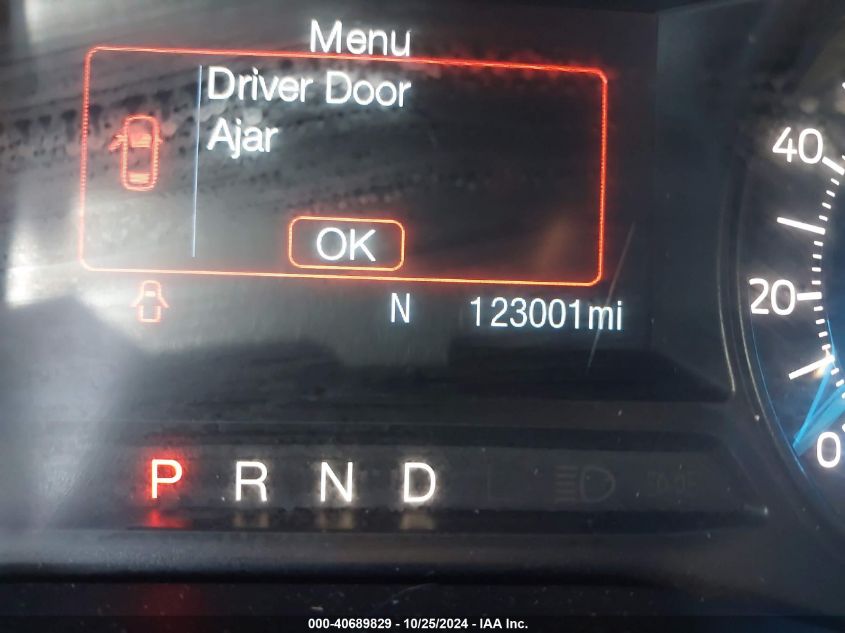 Menu
Driver Door
Ajar
OK
N 123001mi
40
20
0
P R N D
000-40689829 - 10/25/2024 - IAA Inc.